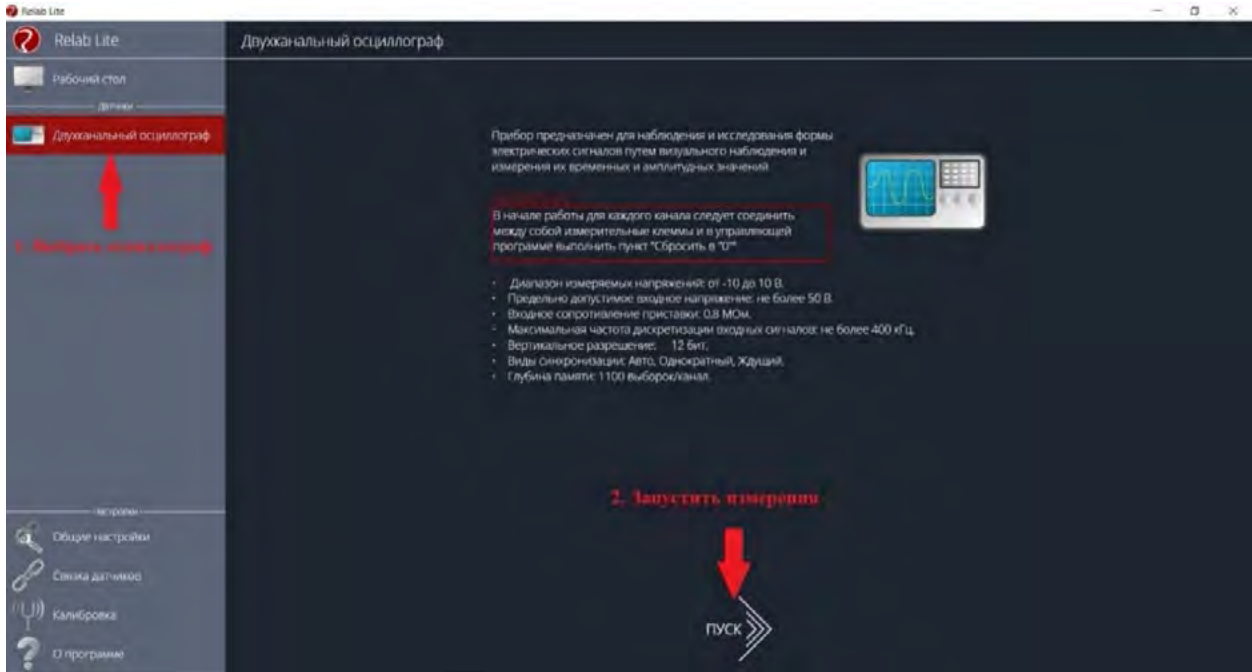 Relab Lite
Relab Lite
Двухканальный осциллограф
Рабочий стол
Датчики
Двухканальный осциллограф
1. Выбрать осциллограф
Прибор предназначен для наблюдения и исследования формы
электрических сигналов путем визуального наблюдения и
измерения их временных и амплитудных значений.
В начале работы для каждого канала следует соединить
между собой измерительные клеммы и в управляющей
программе выполнить пункт "Сбросить в "0""
· Диапазон измеряемых напряжений: от -10 до 10 В.
· Предельно допустимое входное напряжение: не более 50 В.
· Входное сопротивление приставки: 0,8 МОм.
· Максимальная частота дискретизации входных сигналов: не более 400 кГц.
· Вертикальное разрешение: 12 бит.
· Виды синхронизации: Авто, Однократный, Ждущий.
· Глубина памяти: 1100 выборок/канал.
2. Запустить измерения
ПУСК
Настройки
Общие настройки
Связка датчиков
Калибровка
О программе